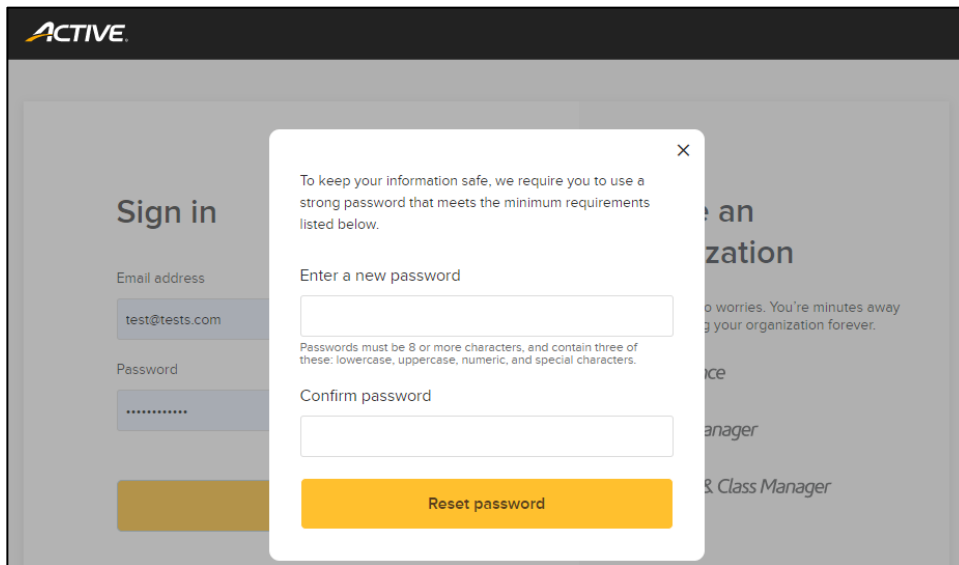 ACTIVE.
Sign in
Email address
test@tests.com
Password
••••••••••••
To keep your information safe, we require you to use a
strong password that meets the minimum requirements
listed below.
Enter a new password
Passwords must be 8 or more characters, and contain three of
these: lowercase, uppercase, numeric, and special characters.
Confirm password
Reset password
an
zation
worries. You're minutes away
your organization forever.
& Class Manager